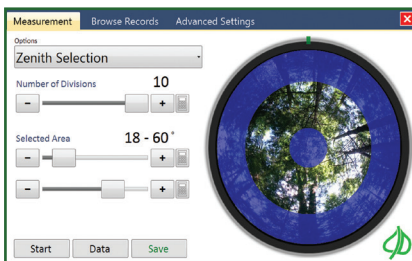 Measurement Browse Records Advanced Settings X
Options
Zenith Selection
Number of Divisions 10
- +
Selected Area 18 - 60 °
- +
- +
Start Data Save